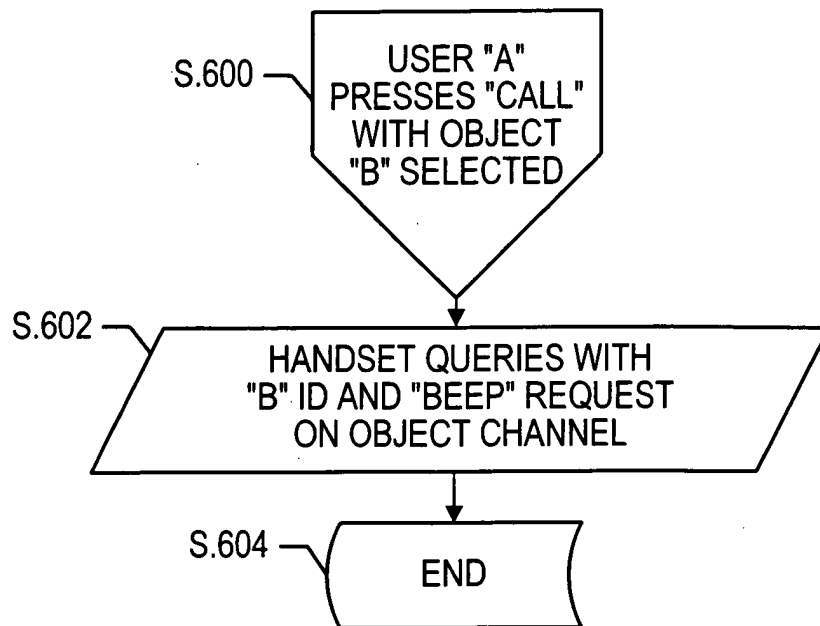 S.600
USER "A"
PRESSES "CALL"
WITH OBJECT
"B" SELECTED
S.602
HANDSET QUERIES WITH
"B" ID AND "BEEP" REQUEST
ON OBJECT CHANNEL
S.604
END